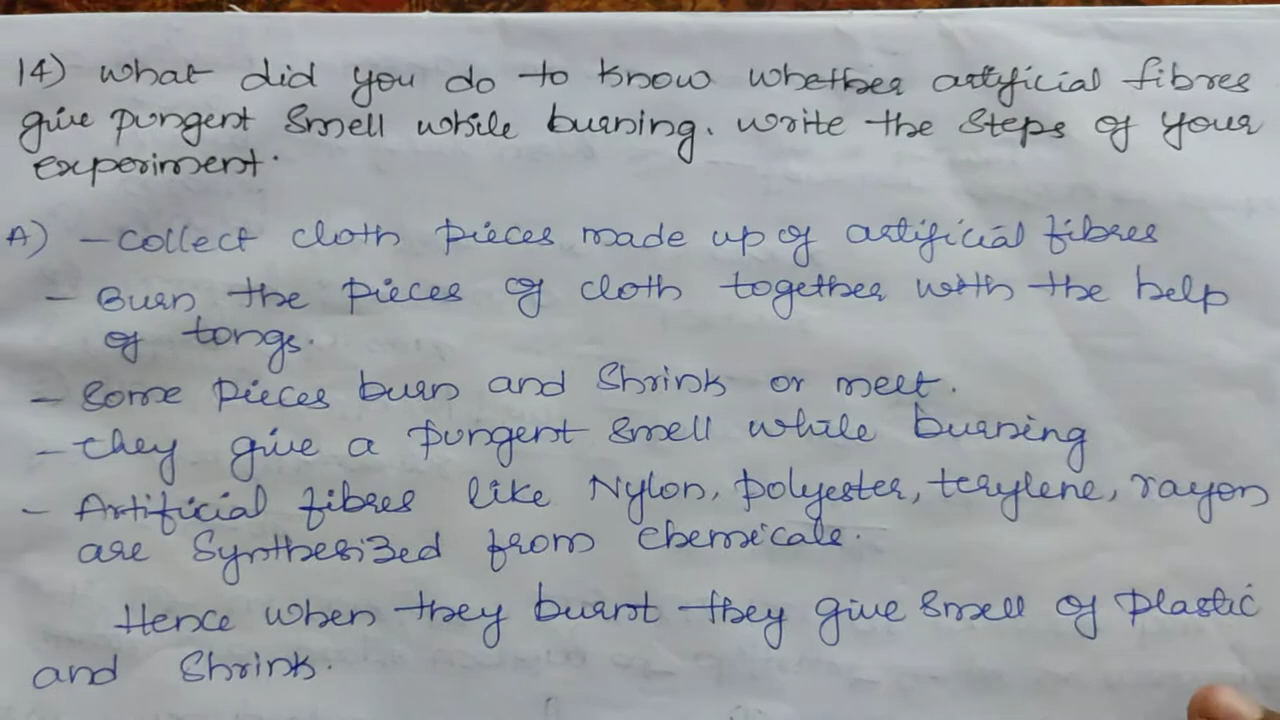 14) what did you do to know whether artificial fibres
give pungent smell while burning. write the steps of your
experiment.
A) - collect cloth pieces made up of artificial fibres
- Burn the pieces of cloth together with the help
of tongs.
- Some pieces burn and shrink or melt.
- they give a pungent smell while burning
- Artificial fibres like Nylon, polyester, terylene, rayon
are synthesized from chemicals.
Hence when they burnt they give smell of plastic
and shrink.